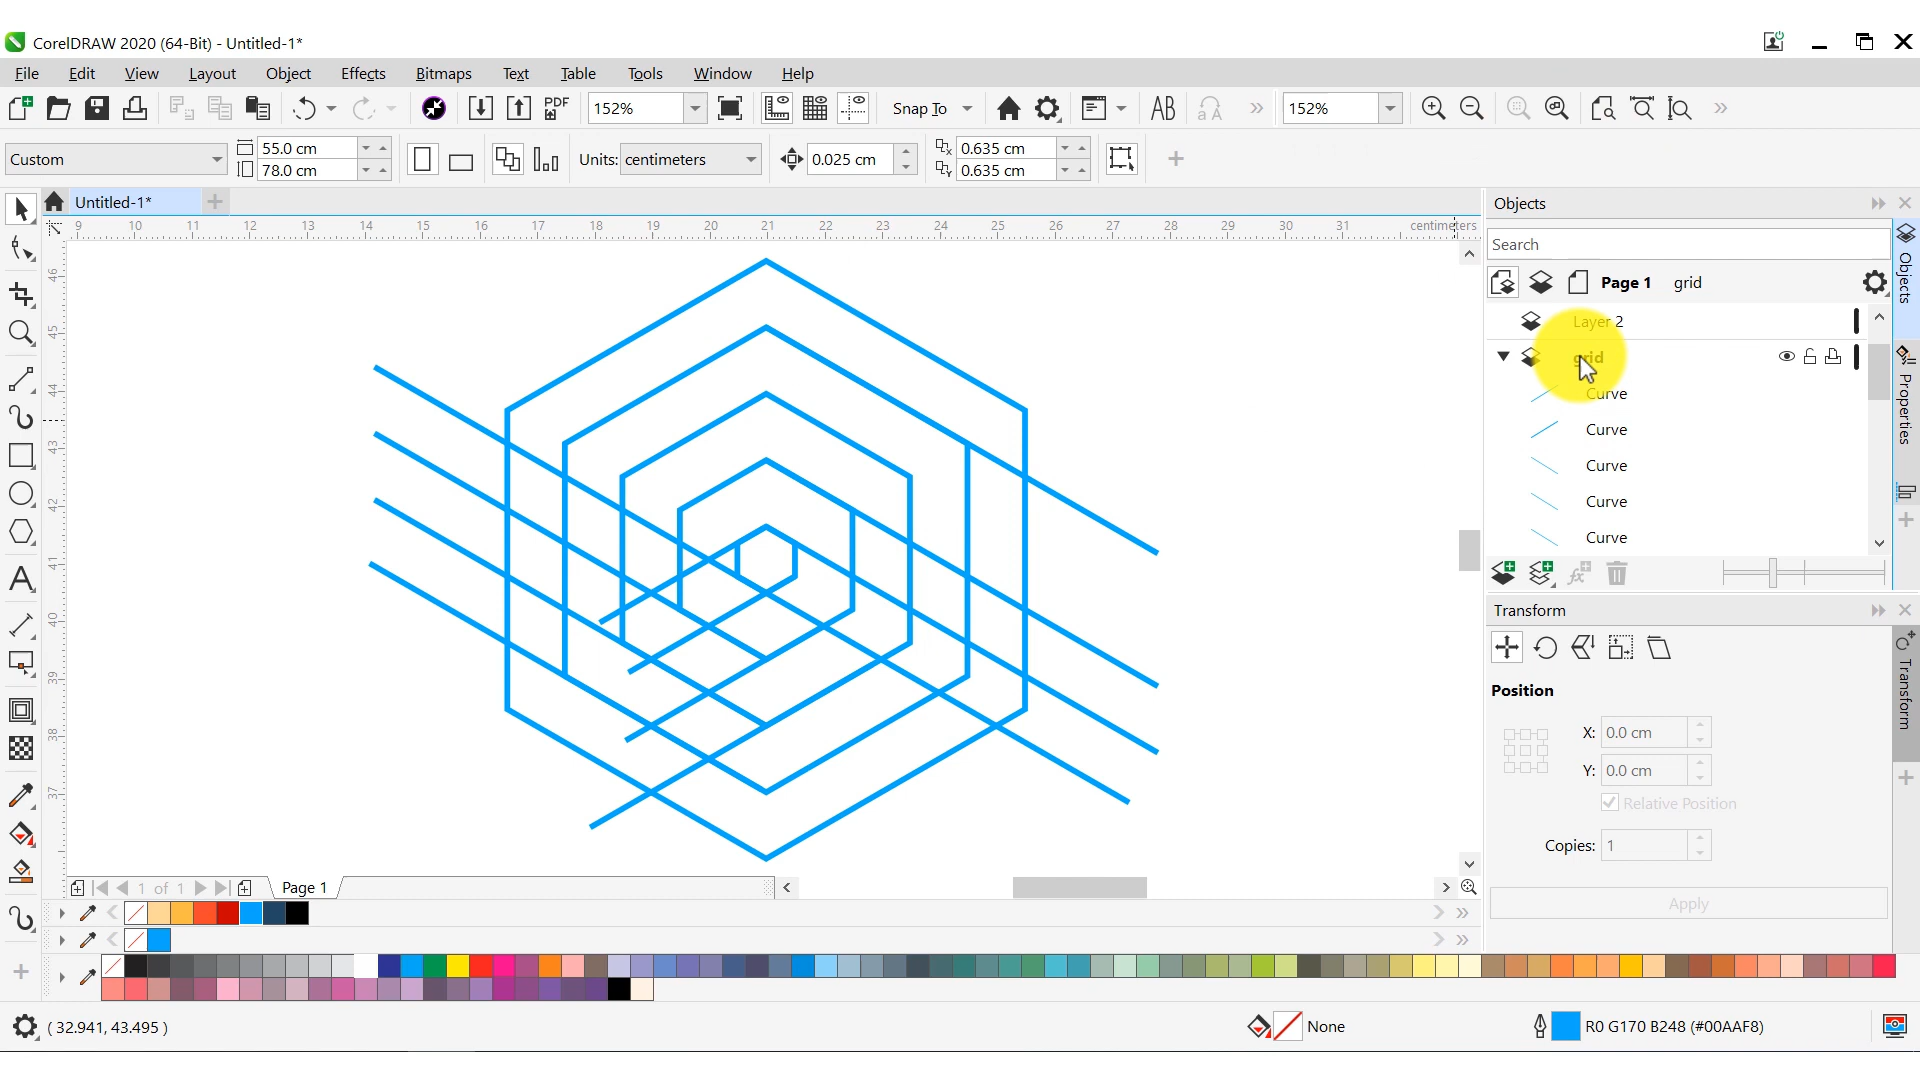 CorelDRAW 2020 (64-Bit) - Untitled-1*
File Edit View Layout Object Effects Bitmaps Text Table Tools Window Help
PDF 152% Snap To 152%
Custom 55.0 cm 78.0 cm Units: centimeters 0.025 cm 0.635 cm 0.635 cm
Untitled-1*
9 10 11 12 13 14 15 16 17 18 19 20 21 22 23 24 25 26 27 28 29 30 31 centimeters
46
45
44
43
42
41
40
39
38
37
Objects
Search
Page 1 grid
Layer 2
grid
Curve
Curve
Curve
Curve
Curve
Objects
Properties
Transform
Position
X: 0.0 cm
Y: 0.0 cm
Relative Position
Copies: 1
Apply
Transform
1 of 1 Page 1
(32.941, 43.495) None R0 G170 B248 (#00AAF8)